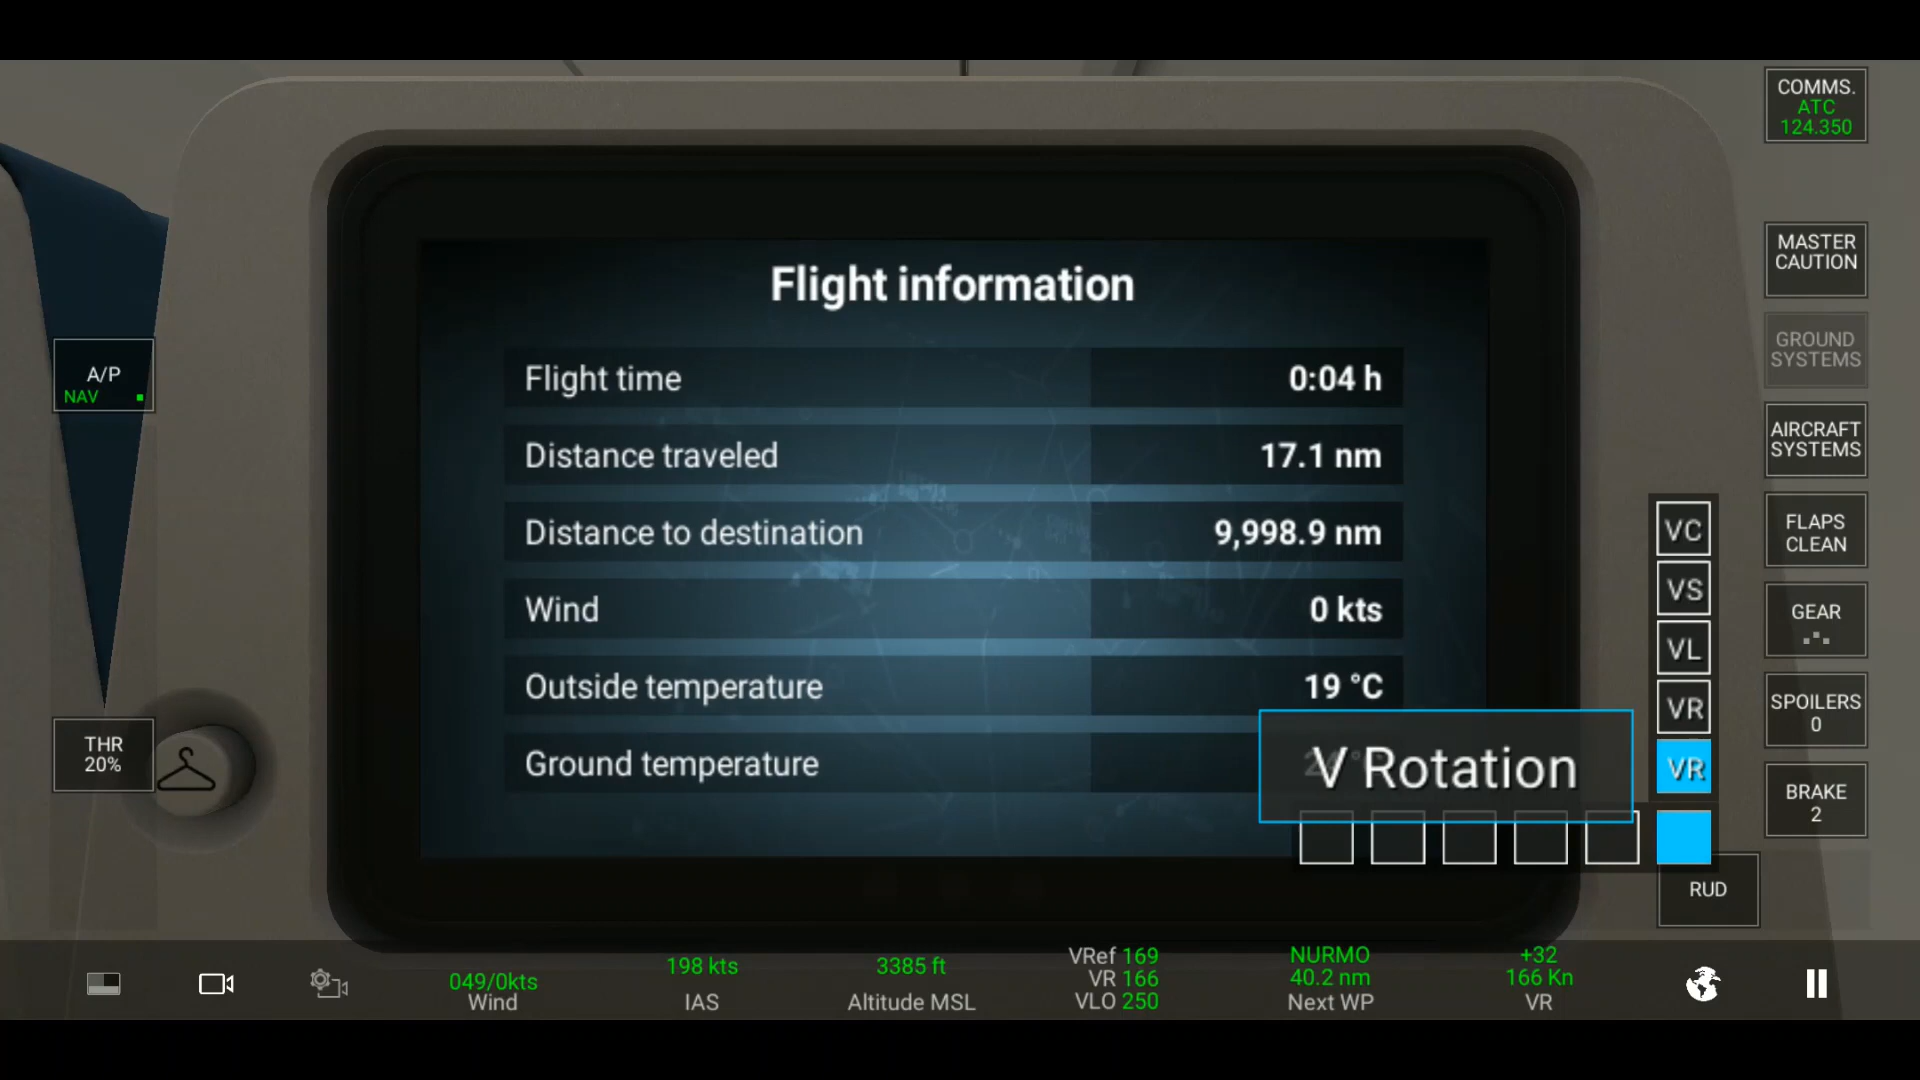 COMMS.
ATC
124.350
MASTER
CAUTION
GROUND
SYSTEMS
AIRCRAFT
SYSTEMS
FLAPS
CLEAN
GEAR
SPOILERS
0
BRAKE
2
RUD
A/P
NAV
THR
20%
Flight information
Flight time 0:04 h
Distance traveled 17.1 nm
Distance to destination 9,998.9 nm
Wind 0 kts
Outside temperature 19 °C
Ground temperature
V Rotation
VC
VS
VL
VR
VR
049/0kts
Wind
198 kts
IAS
3385 ft
Altitude MSL
VRef 169
VR 166
VLO 250
NURMO
40.2 nm
Next WP
+32
166 Kn
VR